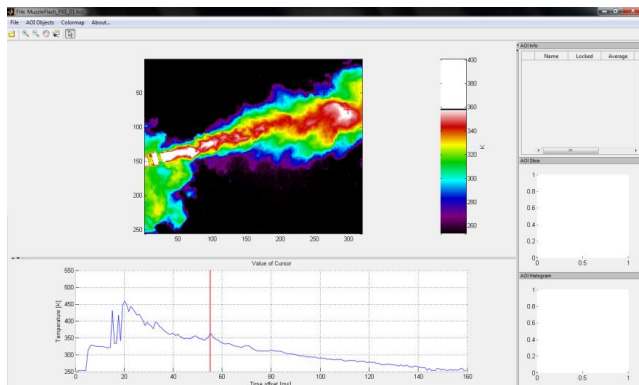 File: MuzzleFlash_R03_01.hcc
File AOI Objects Colormap About...
AOI Info
Name Locked Average
50
100
150
200
250
50 100 150 200 250 300
400
380
360
340
320
300
280
260
K
AOI Slice
1
0.8
0.6
0.4
0.2
0
0 0.5 1
Value of Cursor
Temperature [K]
650
600
450
400
350
300
250
0 20 40 60 80 100 120 140 160
Time offset [ms]
AOI Histogram
1
0.8
0.6
0.4
0.2
0
0 0.5 1